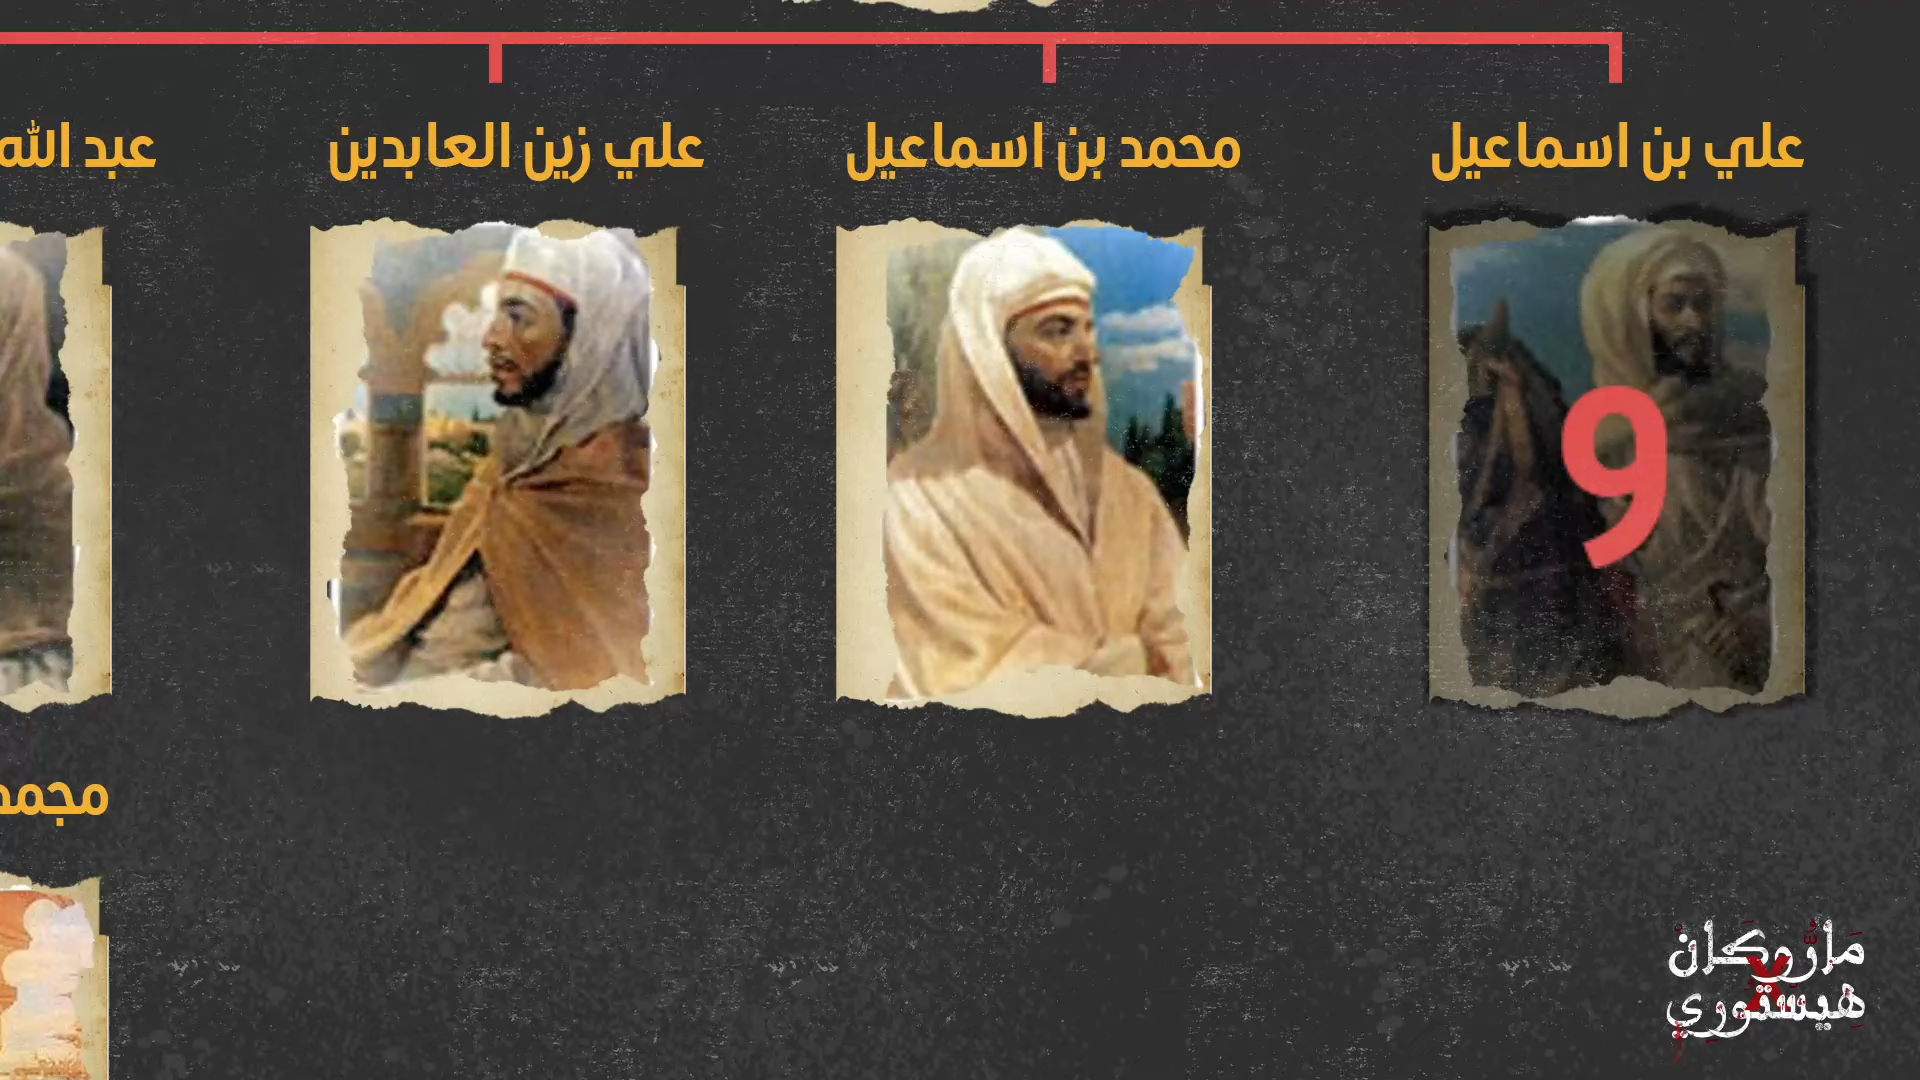 علي بن اسماعيل
محمد بن اسماعيل
علي زين العابدين
عبد الله
9
ماروكان
هيستوري
X